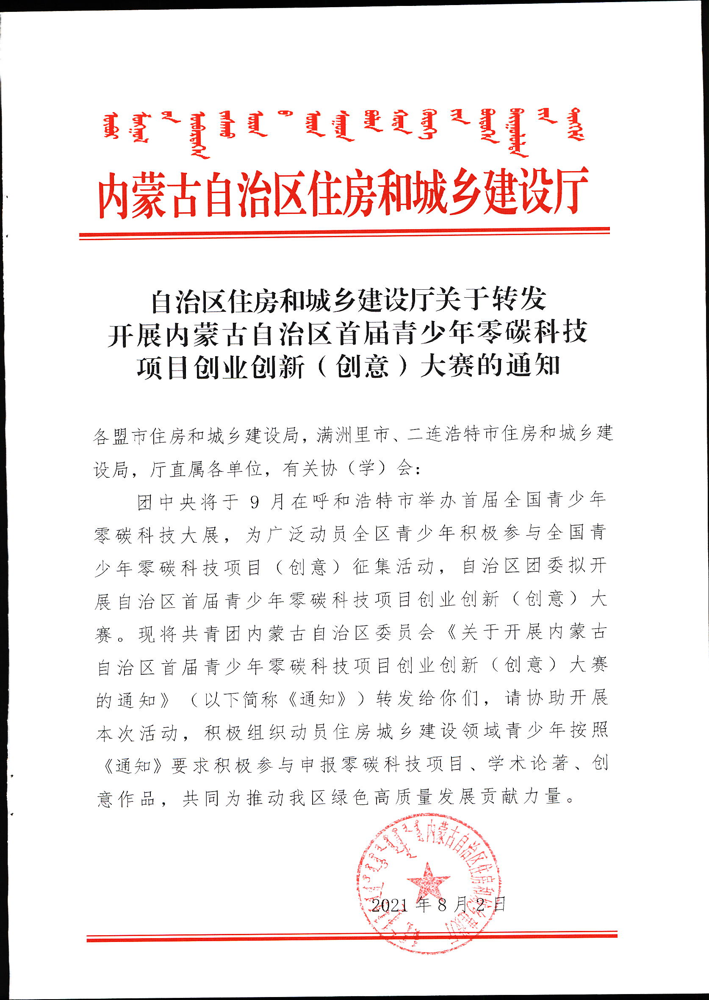 内蒙古自治区住房和城乡建设厅
自治区住房和城乡建设厅关于转发
开展内蒙古自治区首届青少年零碳科技
项目创业创新（创意）大赛的通知
各盟市住房和城乡建设局，满洲里市、二连浩特市住房和城乡建
设局，厅直属各单位，有关协（学）会：
团中央将于 9 月在呼和浩特市举办首届全国青少年
零碳科技大展，为广泛动员全区青少年积极参与全国青
少年零碳科技项目（创意）征集活动，自治区团委拟开
展自治区首届青少年零碳科技项目创业创新（创意）大
赛。现将共青团内蒙古自治区委员会《关于开展内蒙古
自治区首届青少年零碳科技项目创业创新（创意）大赛
的通知》（以下简称《通知》）转发给你们，请协助开展
本次活动，积极组织动员住房城乡建设领域青少年按照
《通知》要求积极参与申报零碳科技项目、学术论著、创
意作品，共同为推动我区绿色高质量发展贡献力量。
内蒙古自治区住房和城乡建设厅
2021 年 8 月 2 日